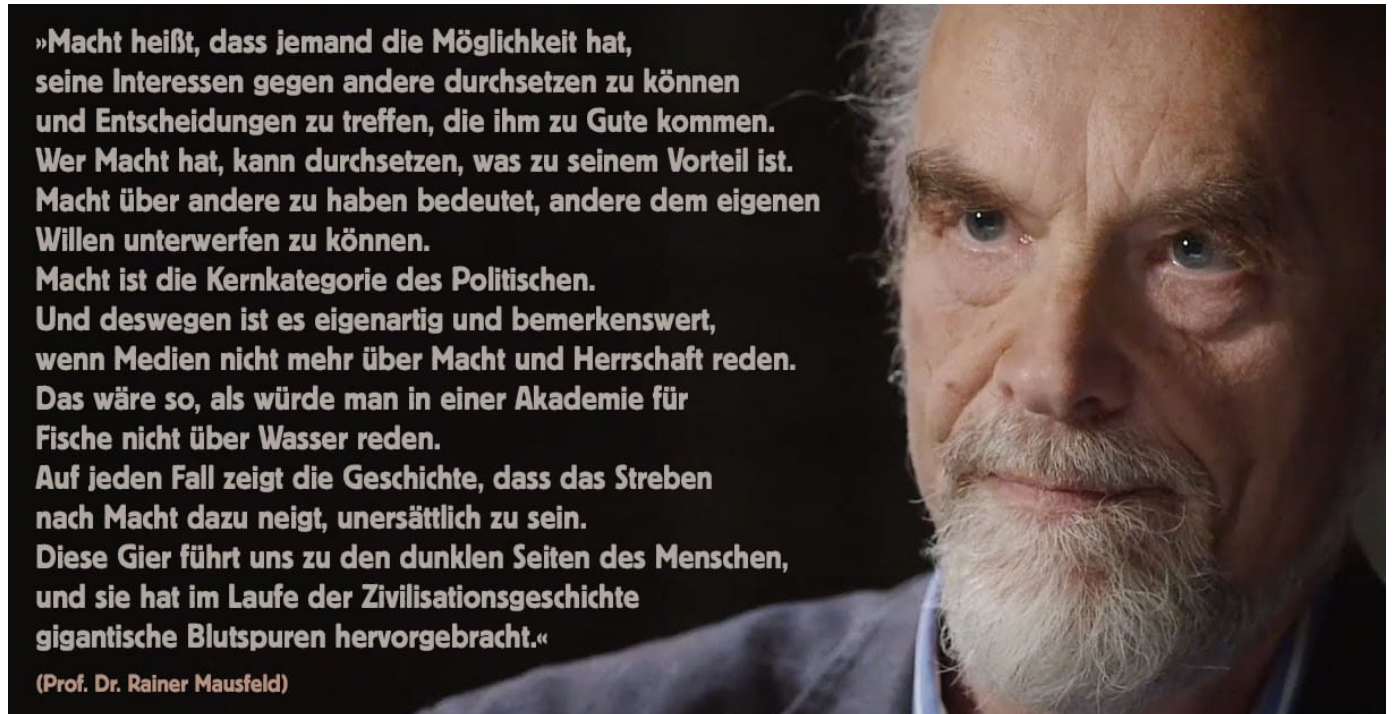 »Macht heißt, dass jemand die Möglichkeit hat,
seine Interessen gegen andere durchsetzen zu können
und Entscheidungen zu treffen, die ihm zu Gute kommen.
Wer Macht hat, kann durchsetzen, was zu seinem Vorteil ist.
Macht über andere zu haben bedeutet, andere dem eigenen
Willen unterwerfen zu können.
Macht ist die Kernkategorie des Politischen.
Und deswegen ist es eigenartig und bemerkenswert,
wenn Medien nicht mehr über Macht und Herrschaft reden.
Das wäre so, als würde man in einer Akademie für
Fische nicht über Wasser reden.
Auf jeden Fall zeigt die Geschichte, dass das Streben
nach Macht dazu neigt, unersättlich zu sein.
Diese Gier führt uns zu den dunklen Seiten des Menschen,
und sie hat im Laufe der Zivilisationsgeschichte
gigantische Blutspuren hervorgebracht.«
(Prof. Dr. Rainer Mausfeld)